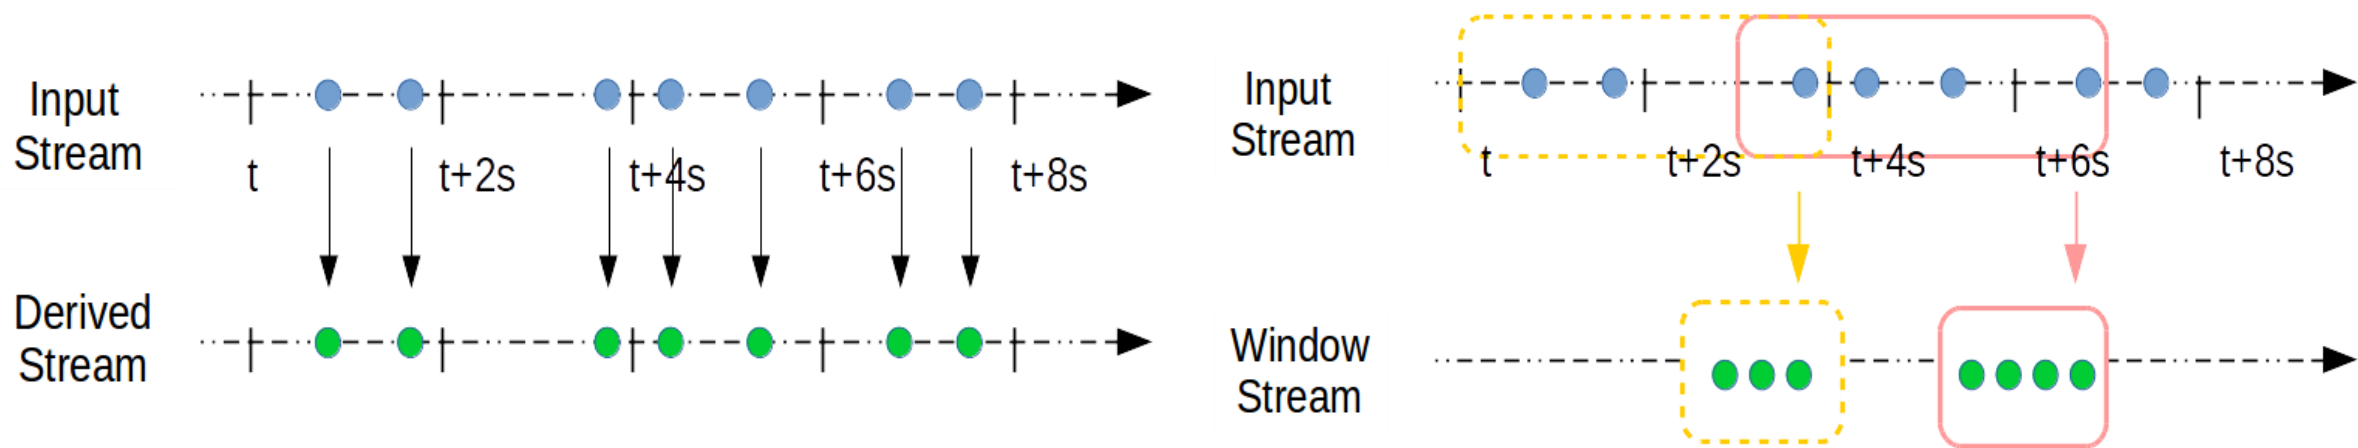 Input
Stream
t
t+2s
t+4s
t+6s
t+8s
Derived
Stream
Input
Stream
t
t+2s
t+4s
t+6s
t+8s
Window
Stream